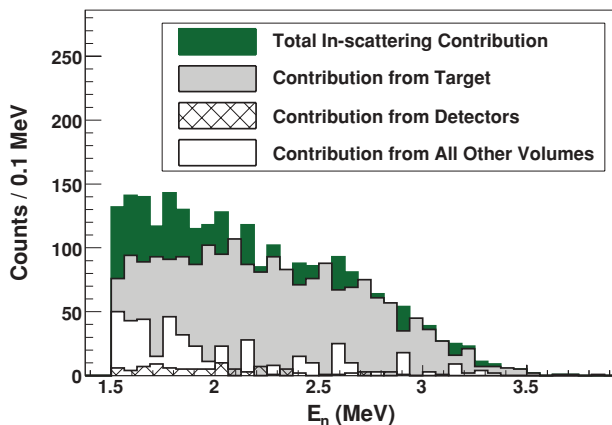 Counts / 0.1 MeV
250
200
150
100
50
0
Total In-scattering Contribution
Contribution from Target
Contribution from Detectors
Contribution from All Other Volumes
1.5 2 2.5 3 3.5
E_n (MeV)